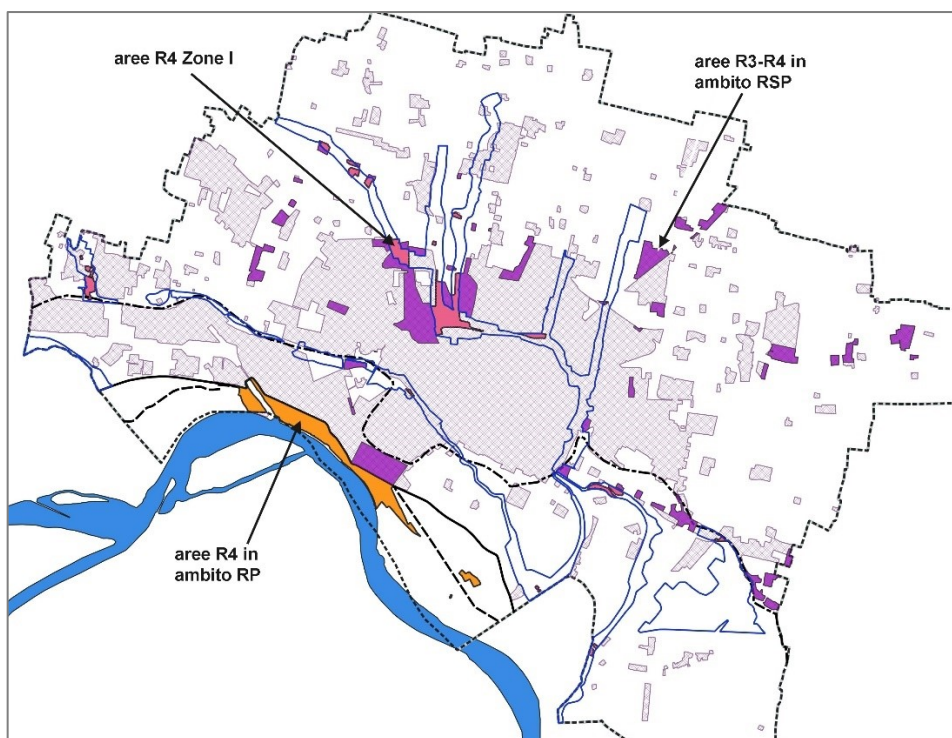 aree R4 Zone I
aree R3-R4 in
ambito RSP
aree R4 in
ambito RP